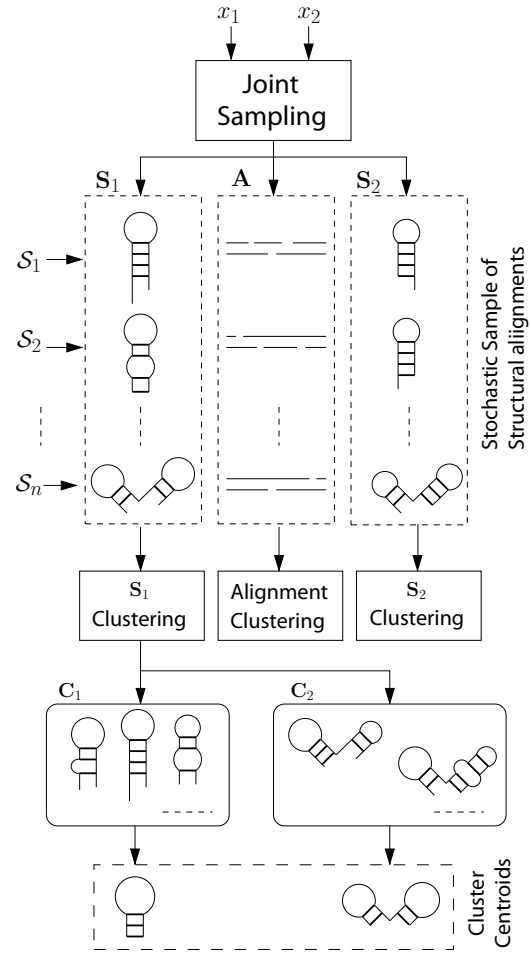 x₁ x₂
Joint
Sampling
S₁ A S₂
𝒮₁
𝒮₂
𝒮ₙ
Stochastic Sample of
Structural aliignments
S₁
Clustering
Alignment
Clustering
S₂
Clustering
C₁ C₂
Cluster
Centroids